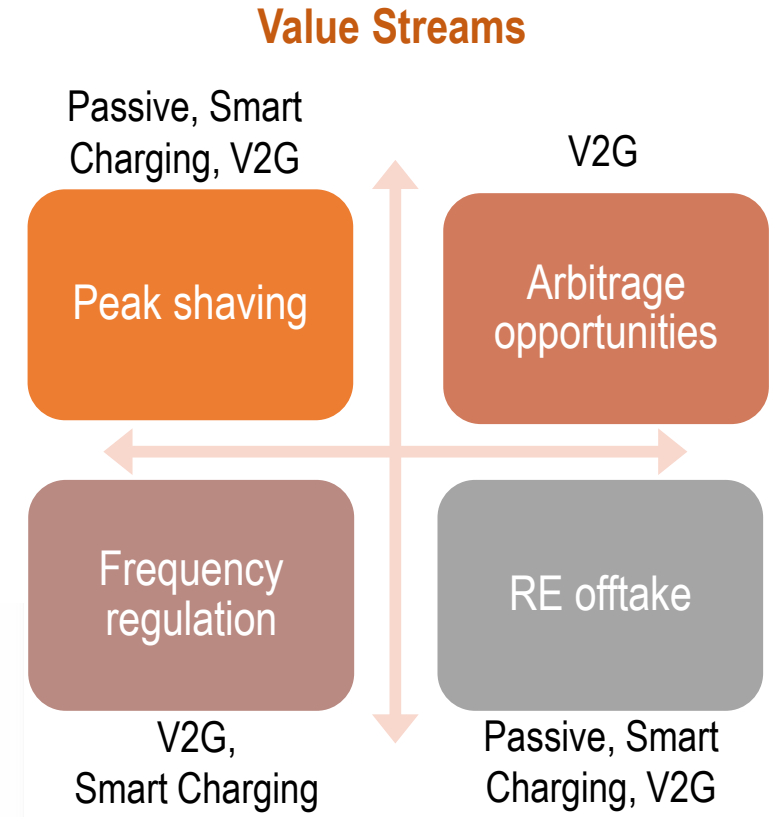 Value Streams
Passive, Smart
Charging, V2G
V2G
Peak shaving
Arbitrage
opportunities
Frequency
regulation
RE offtake
V2G,
Smart Charging
Passive, Smart
Charging, V2G